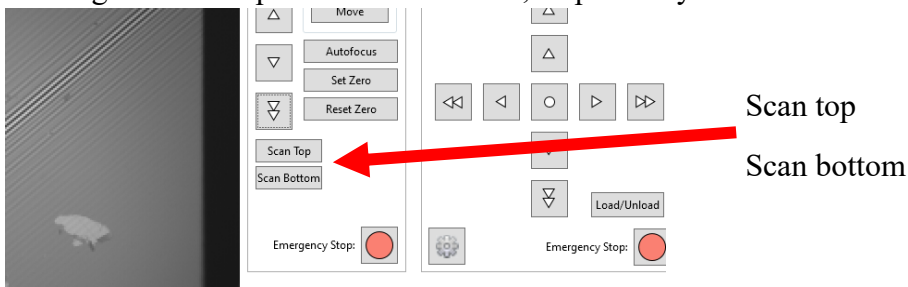 Move
Autofocus
Set Zero
Reset Zero
Scan Top
Scan Bottom
Emergency Stop:
Load/Unload
Emergency Stop:
Scan top
Scan bottom